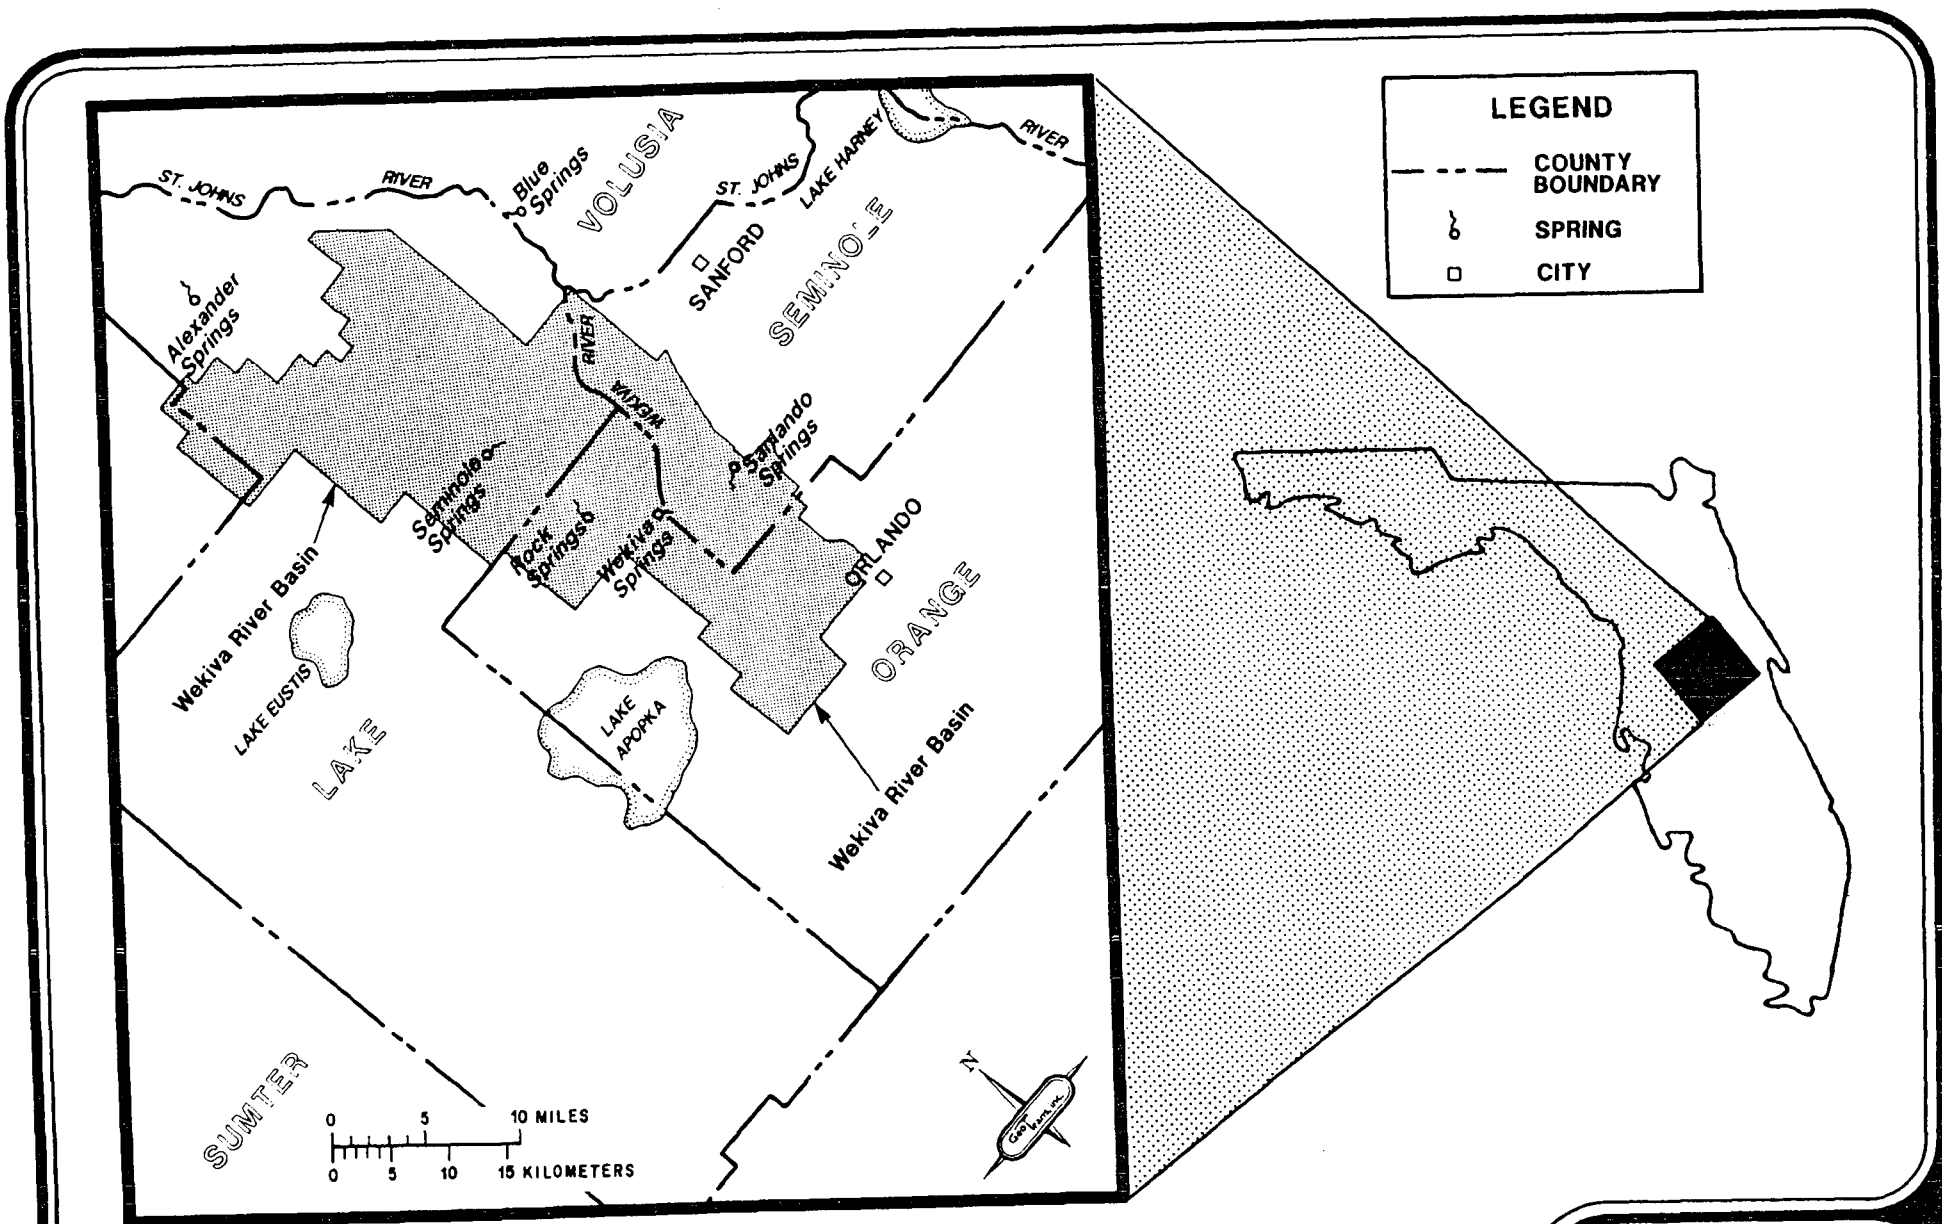 LEGEND
COUNTY
BOUNDARY
SPRING
CITY
ST. JOHNS
RIVER
Blue
Springs
VOLUSIA
ST. JOHNS
LAKE HARNEY
RIVER
SANFORD
SEMINOLE
Alexander
Springs
RIVER
WEKIVA
Sanlando
Springs
Seminole
Springs
Rock
Springs
Wekiva
Springs
ORLANDO
ORANGE
Wekiva River Basin
LAKE EUSTIS
LAKE
LAKE
APOPKA
Wekiva River Basin
SUMTER
N
GeoTrans, inc.
0 5 10 MILES
0 5 10 15 KILOMETERS